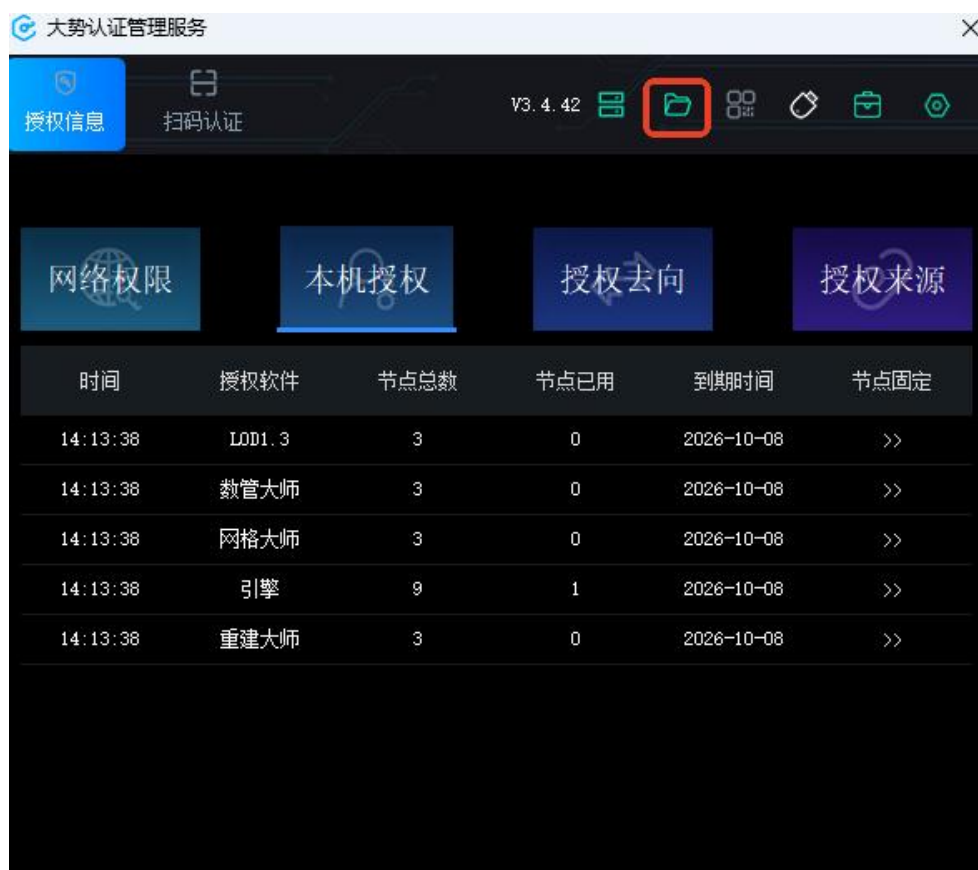 大势认证管理服务
授权信息 扫码认证 V3.4.42
网络权限 本机授权 授权去向 授权来源
时间 授权软件 节点总数 节点已用 到期时间 节点固定
14:13:38 LOD1.3 3 0 2026-10-08 >>
14:13:38 数管大师 3 0 2026-10-08 >>
14:13:38 网格大师 3 0 2026-10-08 >>
14:13:38 引擎 9 1 2026-10-08 >>
14:13:38 重建大师 3 0 2026-10-08 >>